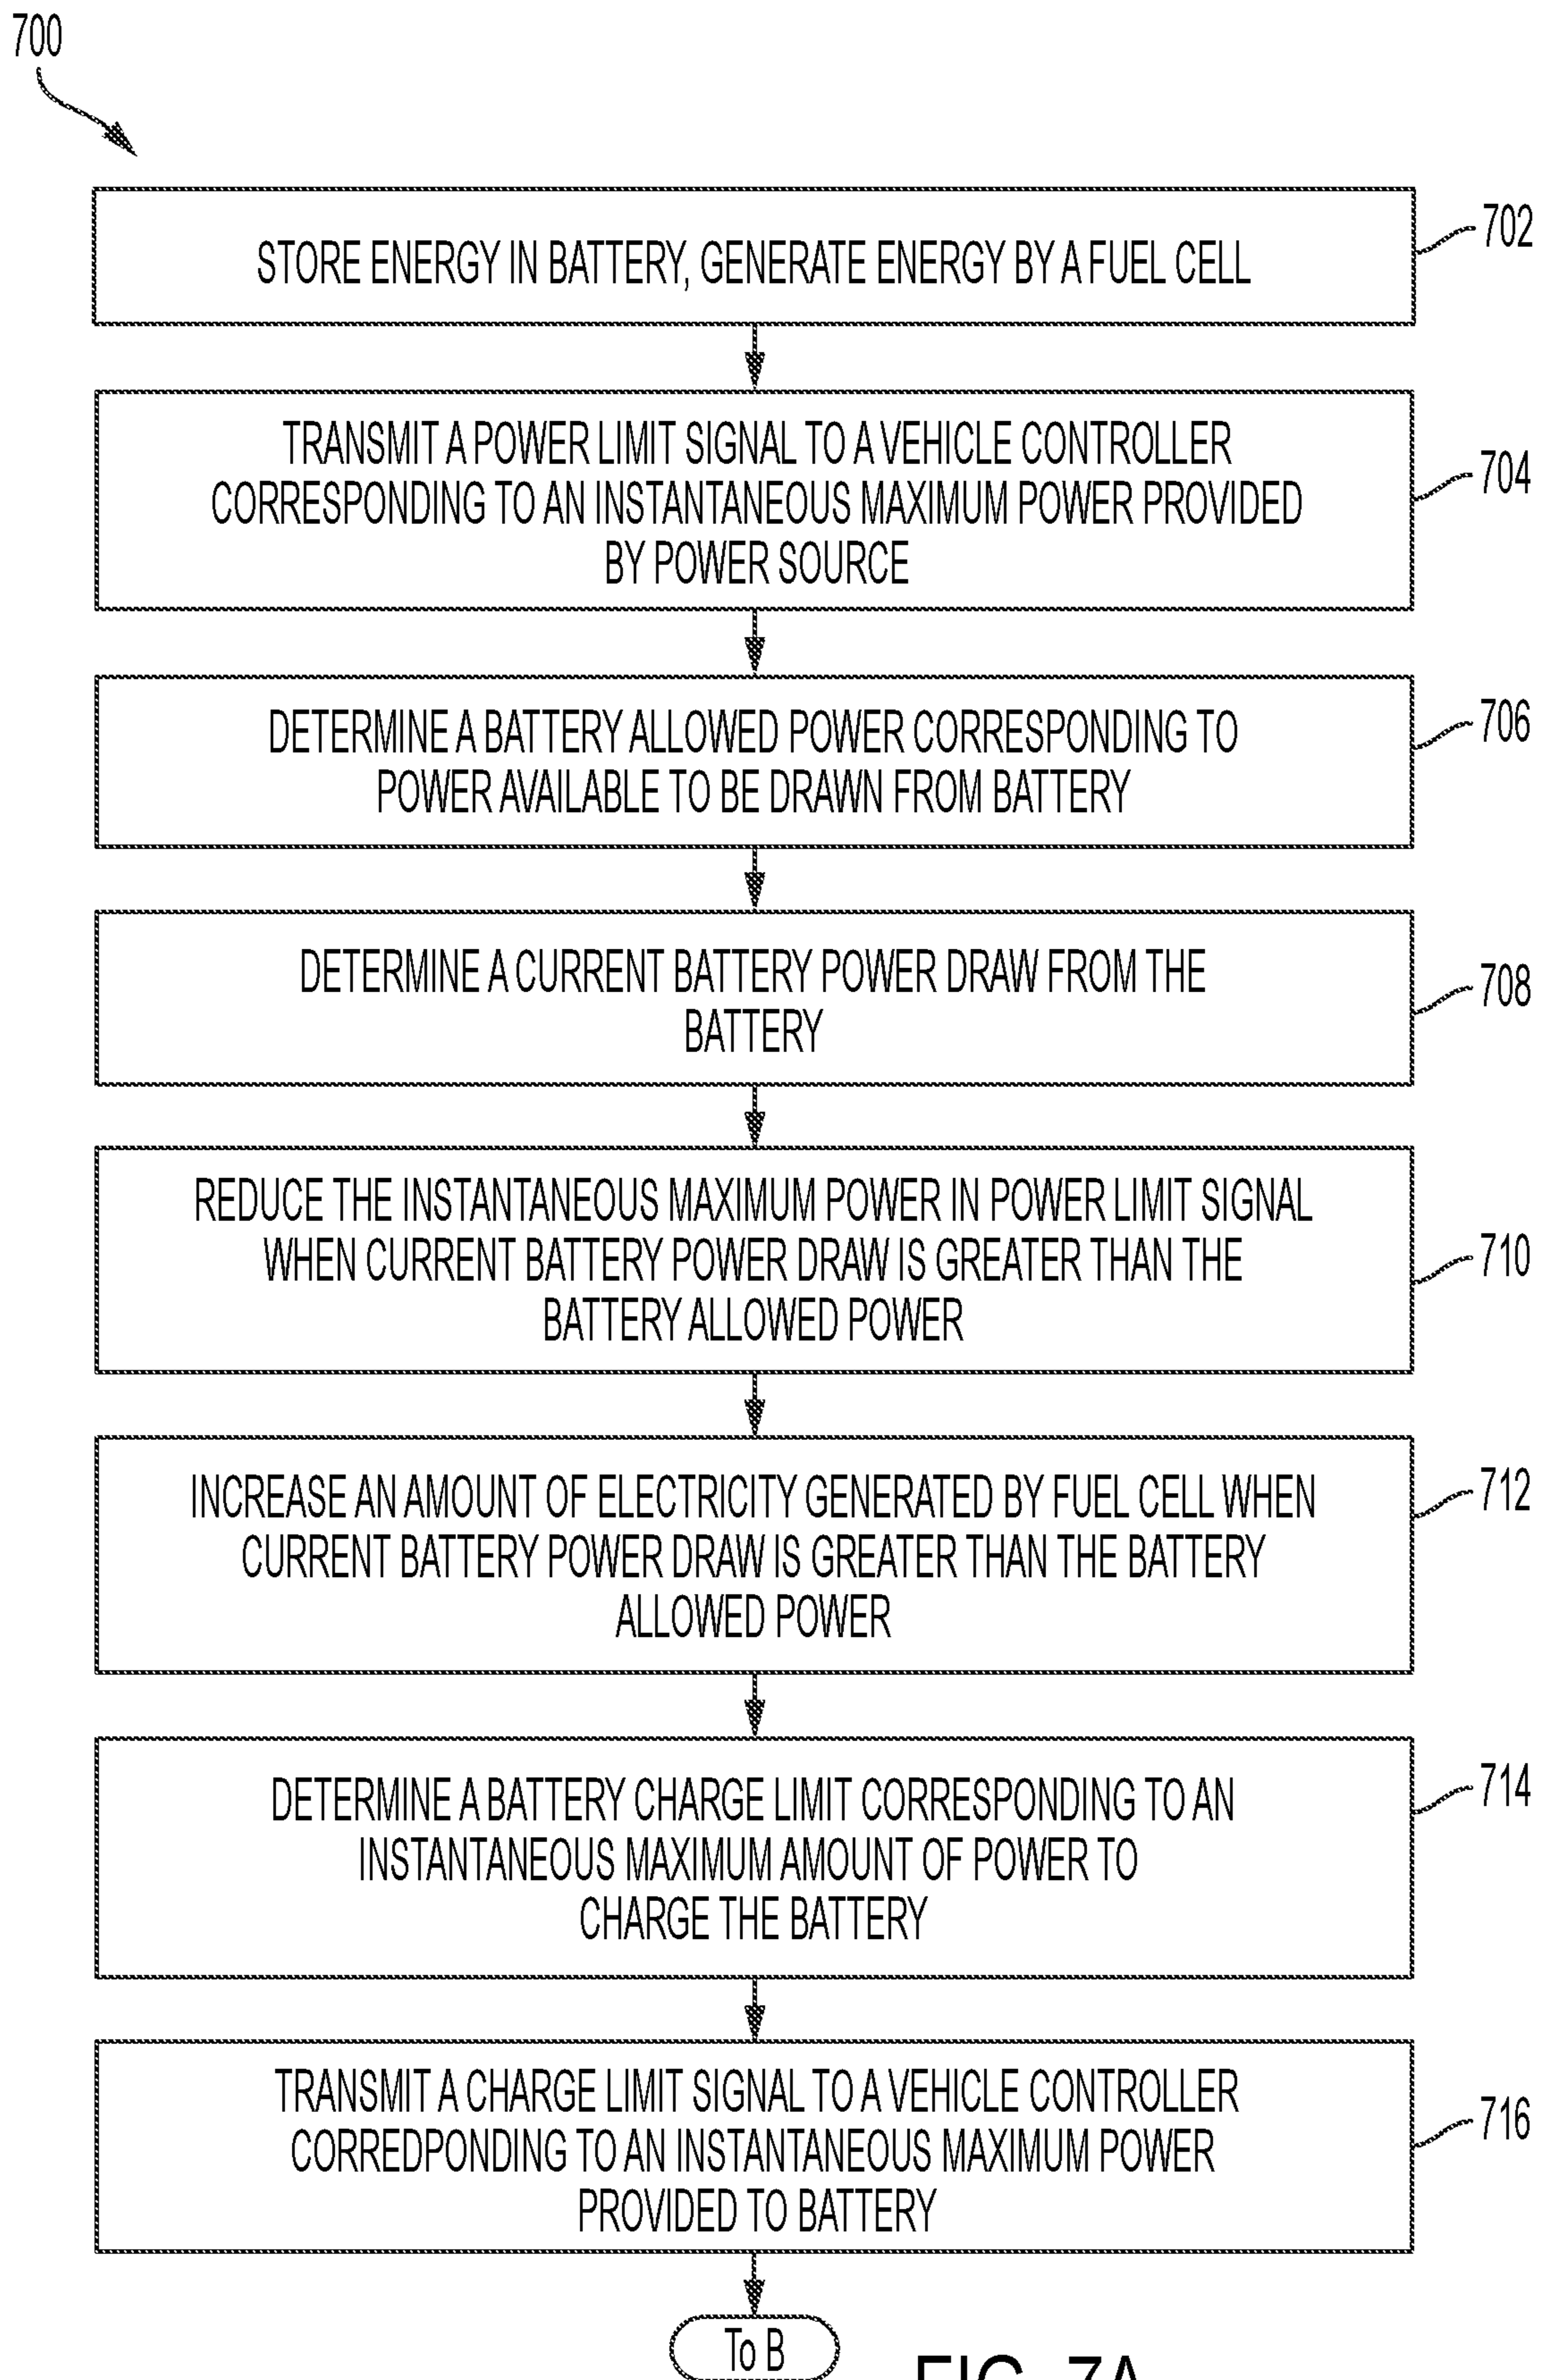 700
STORE ENERGY IN BATTERY, GENERATE ENERGY BY A FUEL CELL
702
TRANSMIT A POWER LIMIT SIGNAL TO A VEHICLE CONTROLLER
CORRESPONDING TO AN INSTANTANEOUS MAXIMUM POWER PROVIDED
BY POWER SOURCE
704
DETERMINE A BATTERY ALLOWED POWER CORRESPONDING TO
POWER AVAILABLE TO BE DRAWN FROM BATTERY
706
DETERMINE A CURRENT BATTERY POWER DRAW FROM THE
BATTERY
708
REDUCE THE INSTANTANEOUS MAXIMUM POWER IN POWER LIMIT SIGNAL
WHEN CURRENT BATTERY POWER DRAW IS GREATER THAN THE
BATTERY ALLOWED POWER
710
INCREASE AN AMOUNT OF ELECTRICITY GENERATED BY FUEL CELL WHEN
CURRENT BATTERY POWER DRAW IS GREATER THAN THE BATTERY
ALLOWED POWER
712
DETERMINE A BATTERY CHARGE LIMIT CORRESPONDING TO AN
INSTANTANEOUS MAXIMUM AMOUNT OF POWER TO
CHARGE THE BATTERY
714
TRANSMIT A CHARGE LIMIT SIGNAL TO A VEHICLE CONTROLLER
CORREDPONDING TO AN INSTANTANEOUS MAXIMUM POWER
PROVIDED TO BATTERY
716
To B
FIG. 7A